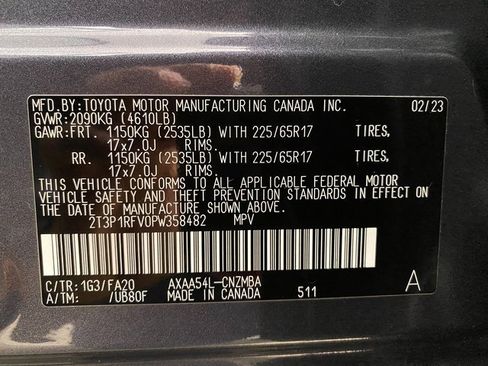 MFD.BY:TOYOTA MOTOR MANUFACTURING CANADA INC. 02/23
GVWR:2090KG (4610LB)
GAWR:FRT. 1150KG (2535LB) WITH 225/65R17 TIRES,
17x7.0J RIMS,
RR. 1150KG (2535LB) WITH 225/65R17 TIRES,
17x7.0J RIMS.
THIS VEHICLE CONFORMS TO ALL APPLICABLE FEDERAL MOTOR
VEHICLE SAFETY AND THEFT PREVENTION STANDARDS IN EFFECT ON
THE DATE OF MANUFACTURE SHOWN ABOVE.
2T3P1RFV0PW358482 MPV
C/TR:1G3/FA20 AXAA54L-CNZMBA
A/TM: /UB80F MADE IN CANADA 511 A